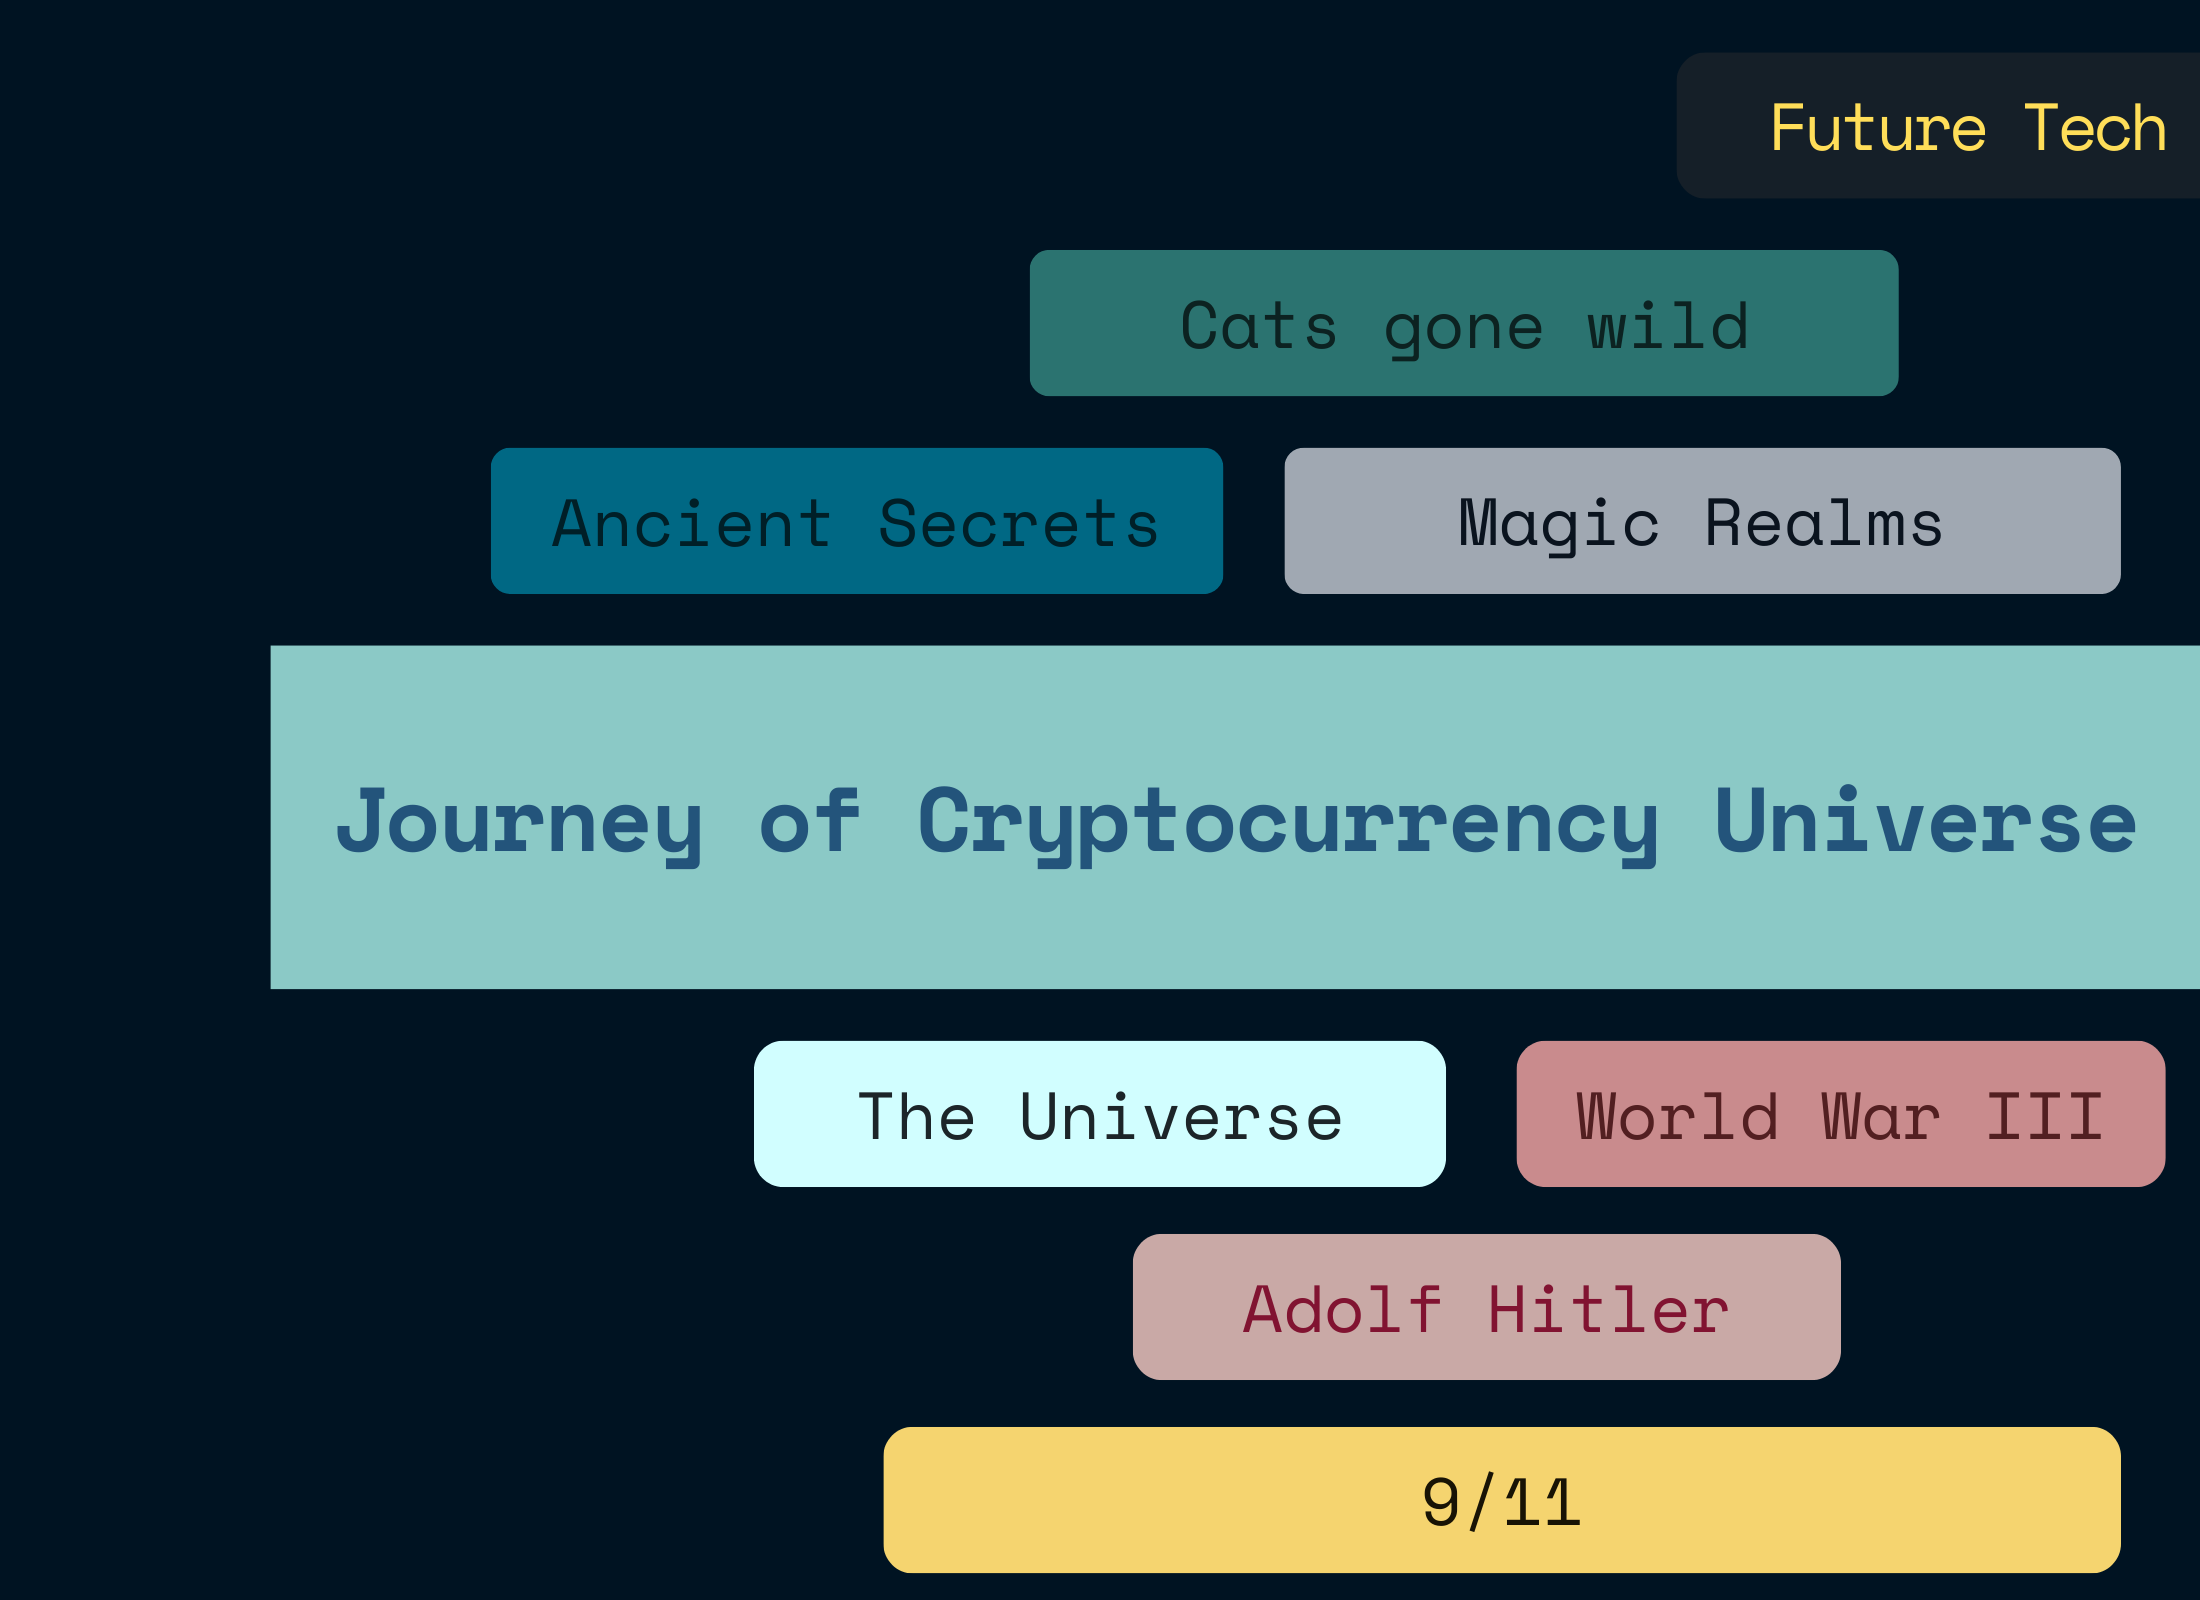 Future Tech
Cats gone wild
Ancient Secrets
Magic Realms
Journey of Cryptocurrency Universe
The Universe
World War III
Adolf Hitler
9/11